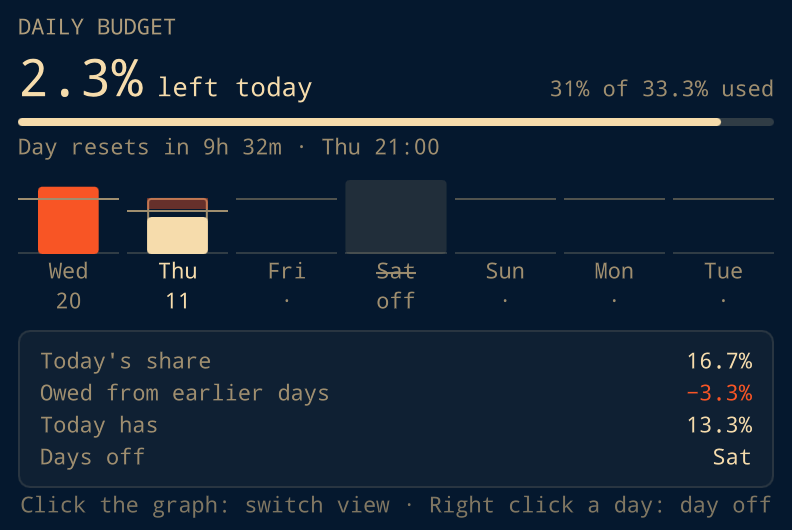 DAILY BUDGET
2.3% left today 31% of 33.3% used
Day resets in 9h 32m · Thu 21:00
Wed Thu Fri Sat Sun Mon Tue
20 11 · off · · ·
Today's share 16.7%
Owed from earlier days −3.3%
Today has 13.3%
Days off Sat
Click the graph: switch view · Right click a day: day off